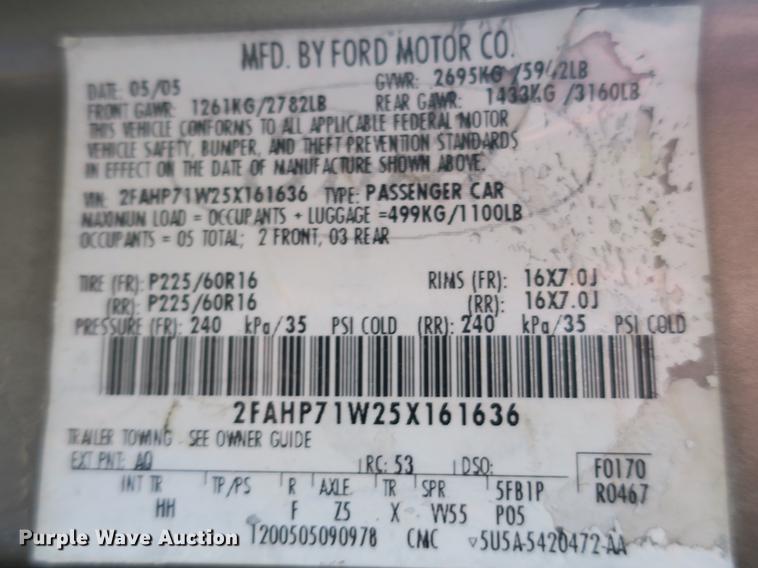 MFD. BY FORD MOTOR CO.
DATE: 05/05 GVWR: 2695KG /5942LB
FRONT GAWR: 1261KG/2782LB REAR GAWR: 1433KG /3160LB
THIS VEHICLE CONFORMS TO ALL APPLICABLE FEDERAL MOTOR
VEHICLE SAFETY, BUMPER, AND THEFT PREVENTION STANDARDS
IN EFFECT ON THE DATE OF MANUFACTURE SHOWN ABOVE.
VIN: 2FAHP71W25X161636 TYPE: PASSENGER CAR
MAXIMUM LOAD = OCCUPANTS + LUGGAGE =499KG/1100LB
OCCUPANTS = 05 TOTAL; 2 FRONT, 03 REAR
TIRE (FR): P225/60R16 RIMS (FR): 16X7.0J
(RR): P225/60R16 (RR): 16X7.0J
PRESSURE (FR): 240 kPa/35 PSI COLD (RR): 240 kPa/35 PSI COLD
2FAHP71W25X161636
TRAILER TOWING - SEE OWNER GUIDE
EXT PNT: AQ RC: 53 DSO: F0170
INT TR TP/PS R AXLE TR SPR 5FB1P R0467
HH F Z5 X VV55 P05
1200505090978 CMC ▽5U5A-5420472-AA
Purple Wave Auction